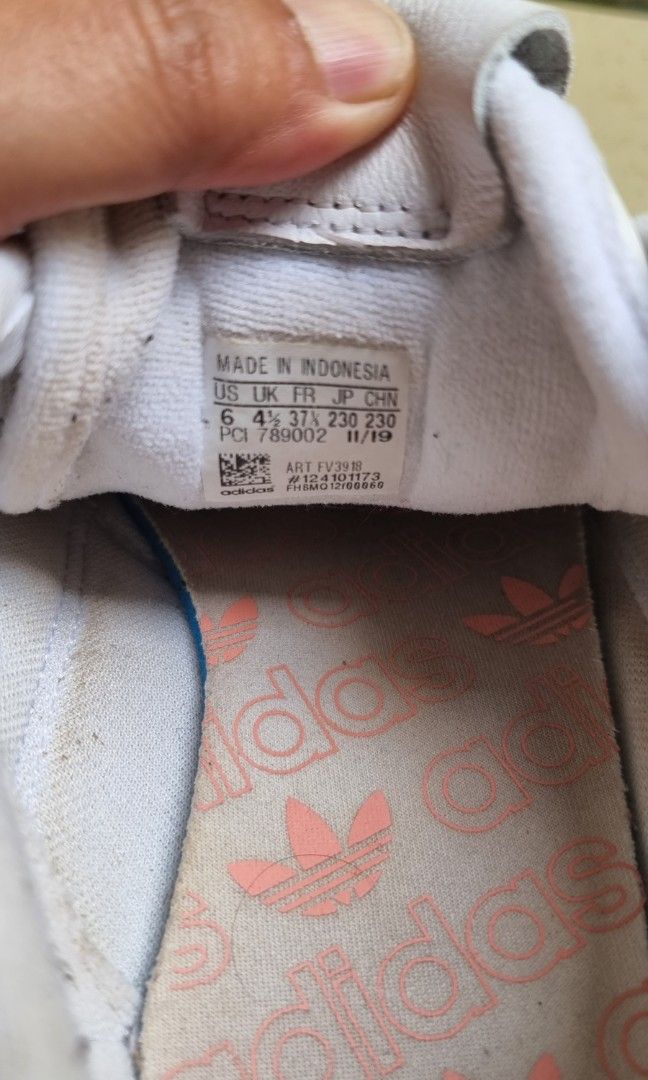 MADE IN INDONESIA
US UK FR JP CHN
6 4½ 37⅓ 230 230
PCI 789002 11/19
ART FV3918
#124101173
adidas
adidas
adidas
adidas
adidas